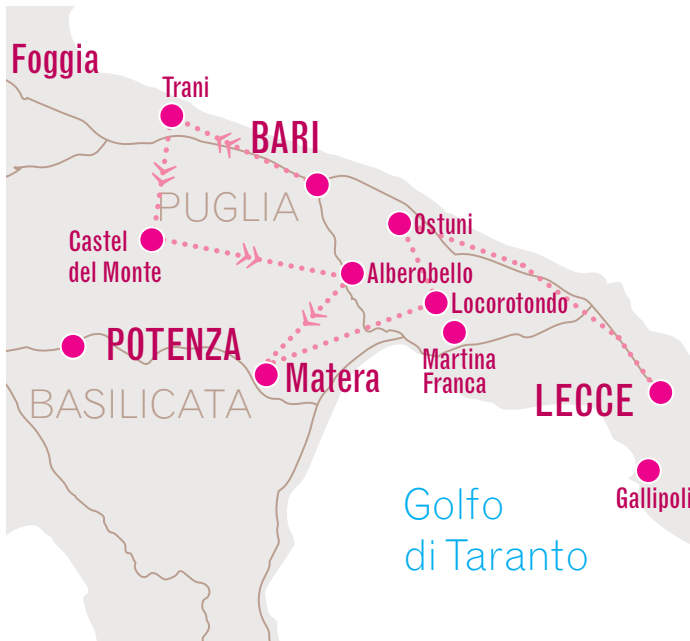 Foggia
Trani
BARI
PUGLIA
Ostuni
Castel
del Monte
Alberobello
Locorotondo
POTENZA
Martina
Franca
Matera
BASILICATA
LECCE
Gallipoli
Golfo
di Taranto